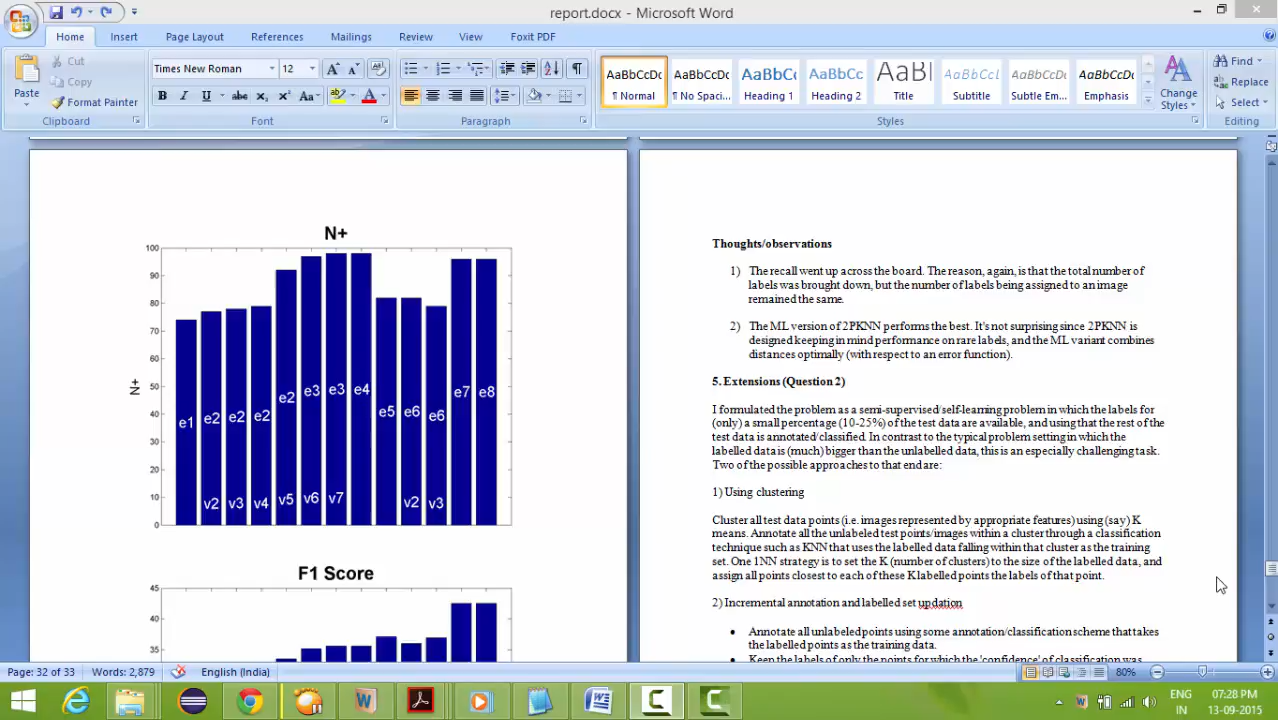 report.docx - Microsoft Word
Home Insert Page Layout References Mailings Review View Foxit PDF
Paste
Cut
Copy
Format Painter
Clipboard
Times New Roman 12
Font
Paragraph
AaBbCcDc AaBbCcDc AaBbC AaBbCc AaB AaBbCcL AaBbCcDc AaBbCcDc
¶ Normal ¶ No Spaci... Heading 1 Heading 2 Title Subtitle Subtle Em... Emphasis
Change Styles
Styles
Find
Replace
Select
Editing
N+
100
90
80
70
60
50
40
30
20
10
0
N+
e1 e2 e2 e2 e2 e3 e3 e4 e5 e6 e6 e7 e8
v2 v3 v4 v5 v6 v7 v2 v3
F1 Score
45
40
35
Thoughts/observations
1) The recall went up across the board. The reason, again, is that the total number of
labels was brought down, but the number of labels being assigned to an image
remained the same.
2) The ML version of 2PKNN performs the best. It's not surprising since 2PKNN is
designed keeping in mind performance on rare labels, and the ML variant combines
distances optimally (with respect to an error function).
5. Extensions (Question 2)
I formulated the problem as a semi-supervised/self-learning problem in which the labels for
(only) a small percentage (10-25%) of the test data are available, and using that the rest of the
test data is annotated/classified. In contrast to the typical problem setting in which the
labelled data is (much) bigger than the unlabelled data, this is an especially challenging task.
Two of the possible approaches to that end are:
1) Using clustering
Cluster all test data points (i.e. images represented by appropriate features) using (say) K
means. Annotate all the unlabeled test points/images within a cluster through a classification
technique such as KNN that uses the labelled data falling within that cluster as the training
set. One 1NN strategy is to set the K (number of clusters) to the size of the labelled data, and
assign all points closest to each of these K labelled points the labels of that point.
2) Incremental annotation and labelled set updation
• Annotate all unlabeled points using some annotation/classification scheme that takes
the labelled points as the training data.
• Keep the labels of only the points for which the 'confidence' of classification was
Page: 32 of 33 Words: 2,879 English (India) 80%
ENG 07:28 PM
IN 13-09-2015